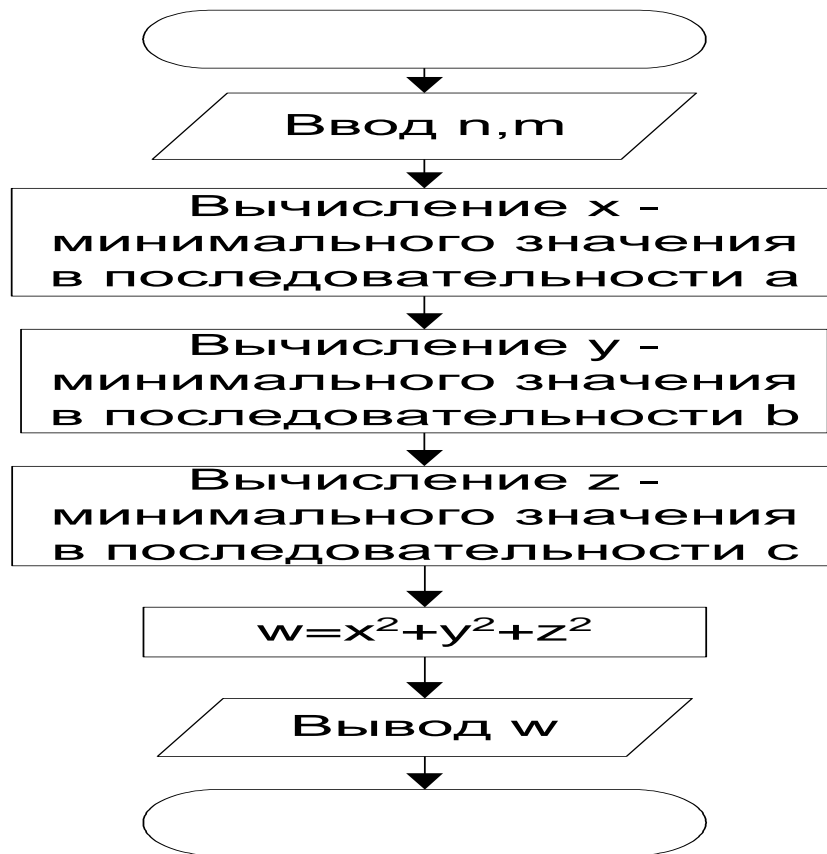 Ввод n,m
Вычисление x -
минимального значения
в последовательности a
Вычисление y -
минимального значения
в последовательности b
Вычисление z -
минимального значения
в последовательности c
w=x²+y²+z²
Вывод w